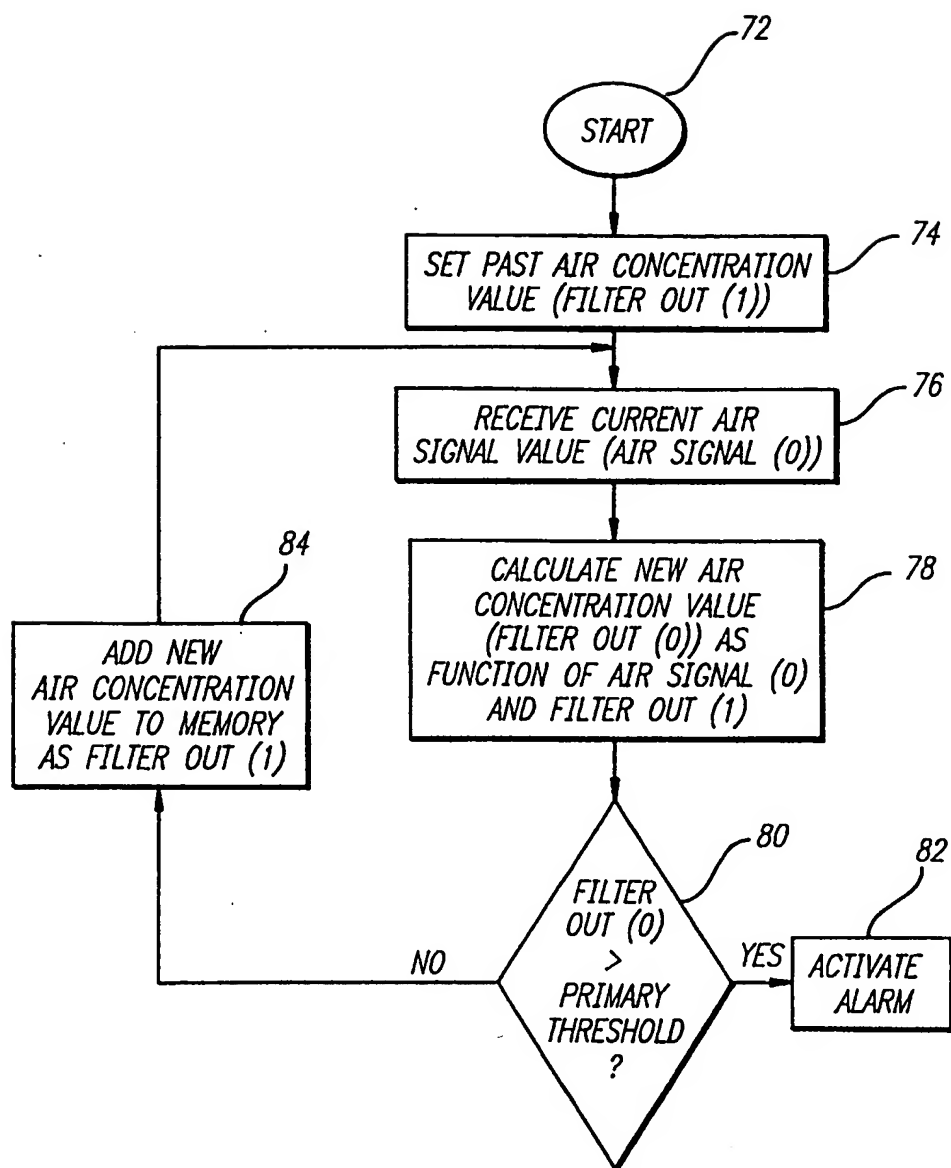 72
START
74
SET PAST AIR CONCENTRATION
VALUE (FILTER OUT (1))
76
RECEIVE CURRENT AIR
SIGNAL VALUE (AIR SIGNAL (0))
78
CALCULATE NEW AIR
CONCENTRATION VALUE
(FILTER OUT (0)) AS
FUNCTION OF AIR SIGNAL (0)
AND FILTER OUT (1)
84
ADD NEW
AIR CONCENTRATION
VALUE TO MEMORY
AS FILTER OUT (1)
80
FILTER
OUT (0)
>
PRIMARY
THRESHOLD
?
NO
YES
82
ACTIVATE
ALARM